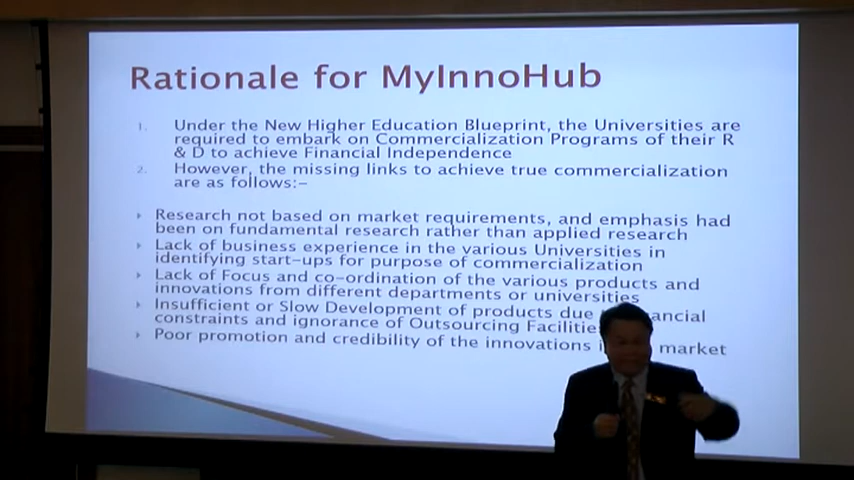 Rationale for MyInnoHub
1. Under the New Higher Education Blueprint, the Universities are
required to embark on Commercialization Programs of their R
& D to achieve Financial Independence
2. However, the missing links to achieve true commercialization
are as follows:-
Research not based on market requirements, and emphasis had
been on fundamental research rather than applied research
Lack of business experience in the various Universities in
identifying start-ups for purpose of commercialization
Lack of Focus and co-ordination of the various products and
innovations from different departments or universities
Insufficient or Slow Development of products due
constraints and ignorance of Outsourcing
Poor promotion and credibility of the innovations market